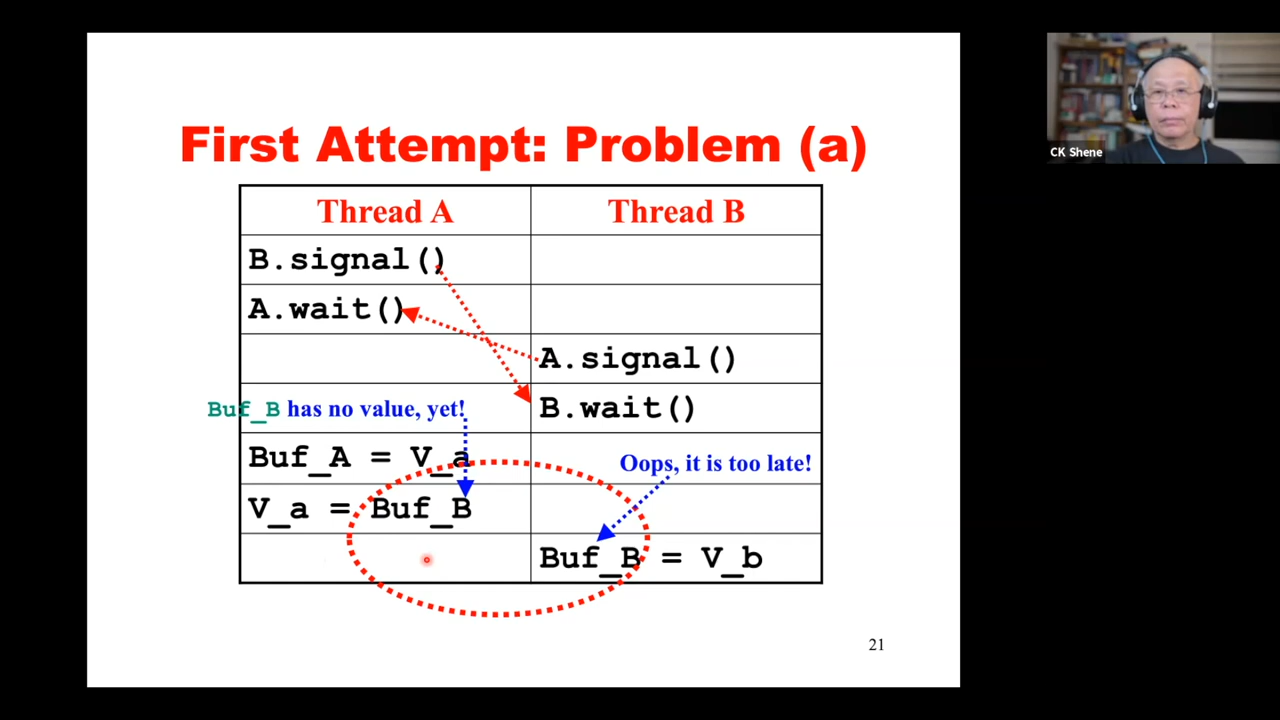 First Attempt: Problem (a)
Thread A Thread B
B.signal()
A.wait()
A.signal()
Buf_B has no value, yet! B.wait()
Buf_A = V_a Oops, it is too late!
V_a = Buf_B
Buf_B = V_b
21
CK Shene